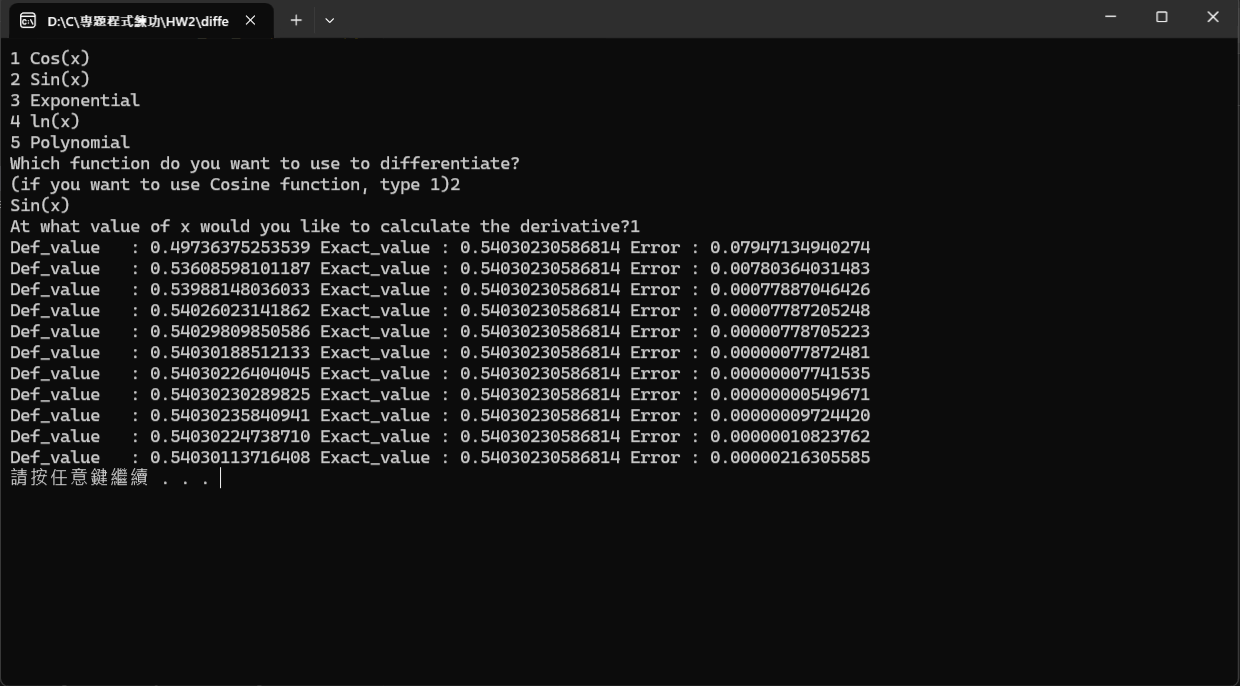 D:\C\專題程式鍊功\HW2\diffe
1 Cos(x)
2 Sin(x)
3 Exponential
4 ln(x)
5 Polynomial
Which function do you want to use to differentiate?
(if you want to use Cosine function, type 1)2
Sin(x)
At what value of x would you like to calculate the derivative?1
Def_value   : 0.49736375253539 Exact_value : 0.54030230586814 Error : 0.07947134940274
Def_value   : 0.53608598101187 Exact_value : 0.54030230586814 Error : 0.00780364031483
Def_value   : 0.53988148036033 Exact_value : 0.54030230586814 Error : 0.00077887046426
Def_value   : 0.54026023141862 Exact_value : 0.54030230586814 Error : 0.00007787205248
Def_value   : 0.54029809850586 Exact_value : 0.54030230586814 Error : 0.00000778705223
Def_value   : 0.54030188512133 Exact_value : 0.54030230586814 Error : 0.00000077872481
Def_value   : 0.54030226404045 Exact_value : 0.54030230586814 Error : 0.00000007741535
Def_value   : 0.54030230289825 Exact_value : 0.54030230586814 Error : 0.00000000549671
Def_value   : 0.54030235840941 Exact_value : 0.54030230586814 Error : 0.00000009724420
Def_value   : 0.54030224738710 Exact_value : 0.54030230586814 Error : 0.00000010823762
Def_value   : 0.54030113716408 Exact_value : 0.54030230586814 Error : 0.00000216305585
請按任意鍵繼續 . . .